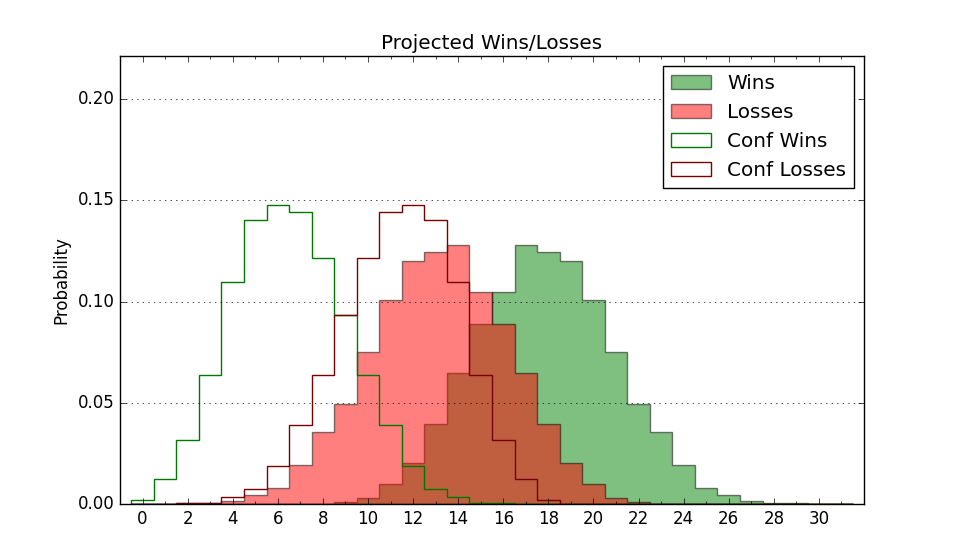 Projected Wins/Losses
Wins
Losses
Conf Wins
Conf Losses
Probability
0.20
0.15
0.10
0.05
0.00
0 2 4 6 8 10 12 14 16 18 20 22 24 26 28 30